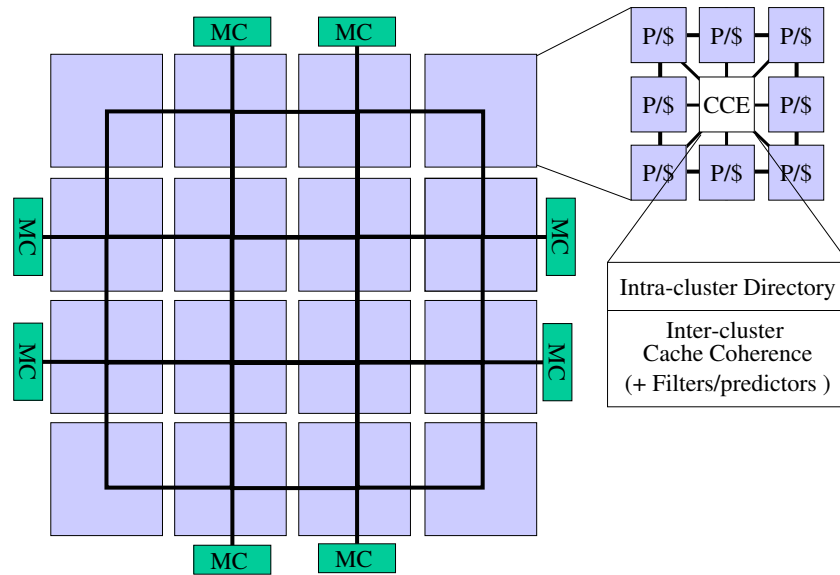 MC
MC
P/$
P/$
P/$
P/$
CCE
P/$
P/$
P/$
P/$
MC
MC
MC
MC
Intra-cluster Directory
Inter-cluster
Cache Coherence
(+ Filters/predictors )
MC
MC